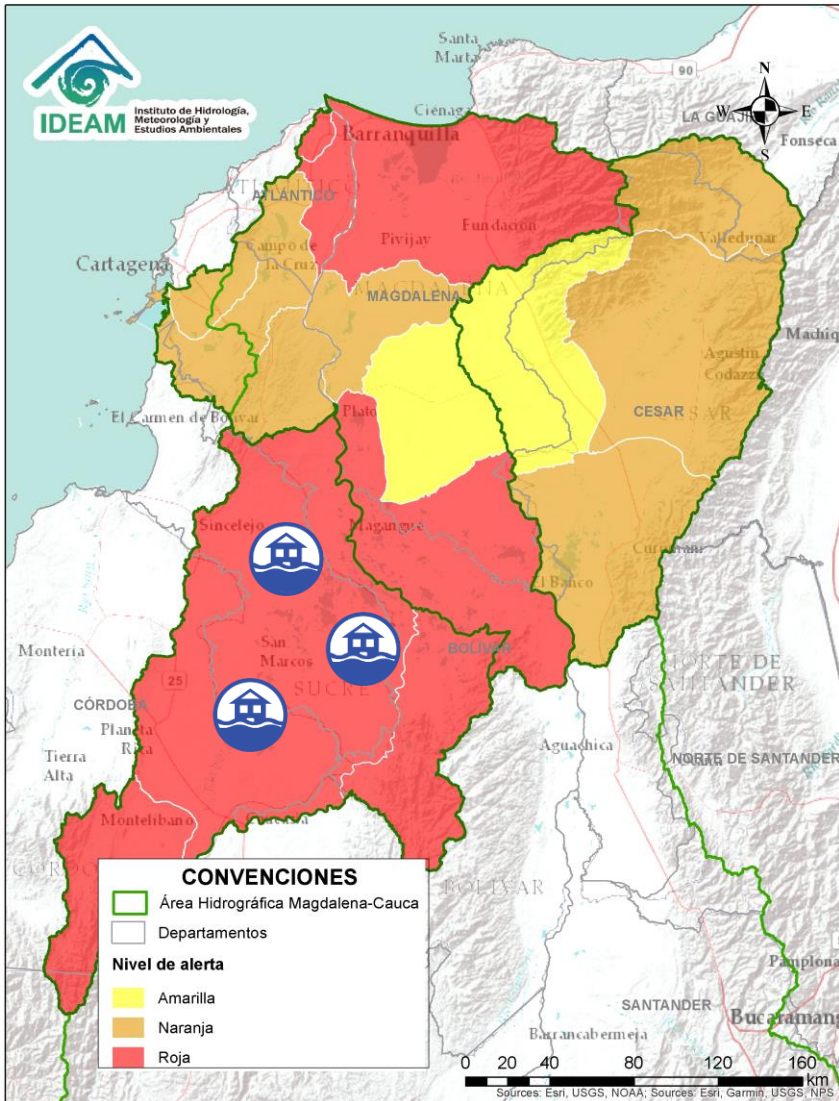 IDEAM
Instituto de Hidrología,
Meteorología y
Estudios Ambientales
Santa
Marta
90
N
W E
S
LA GUAJI
Ciénaga
Fonseca
Barranquilla
ATLÁNTICO
Fundación
Pivijay
Valledupar
Campo de
la Cruz
Cartagena
MAGDALENA
Machiq
Agustín
Codazzi
El Carmen de Bolívar
Plato
CESAR
Sincelejo
Magangué
Curumaní
El Banco
Montería
San
Marcos
BOLÍVAR
SUCRE
NORTE DE
SANTANDER
25
CÓRDOBA
Planeta
Rica
Tierra
Alta
Aguachica
NORTE DE SANTANDER
Montelíbano
Caucasia
BOLÍVAR
CONVENCIONES
Área Hidrográfica Magdalena-Cauca
Departamentos
Nivel de alerta
Amarilla
Naranja
Roja
Pamplona
SANTANDER
Bucaramang
Barrancabermeja
0 20 40 80 120 160
km
Sources: Esri, USGS, NOAA; Sources: Esri, Garmin, USGS, NPS